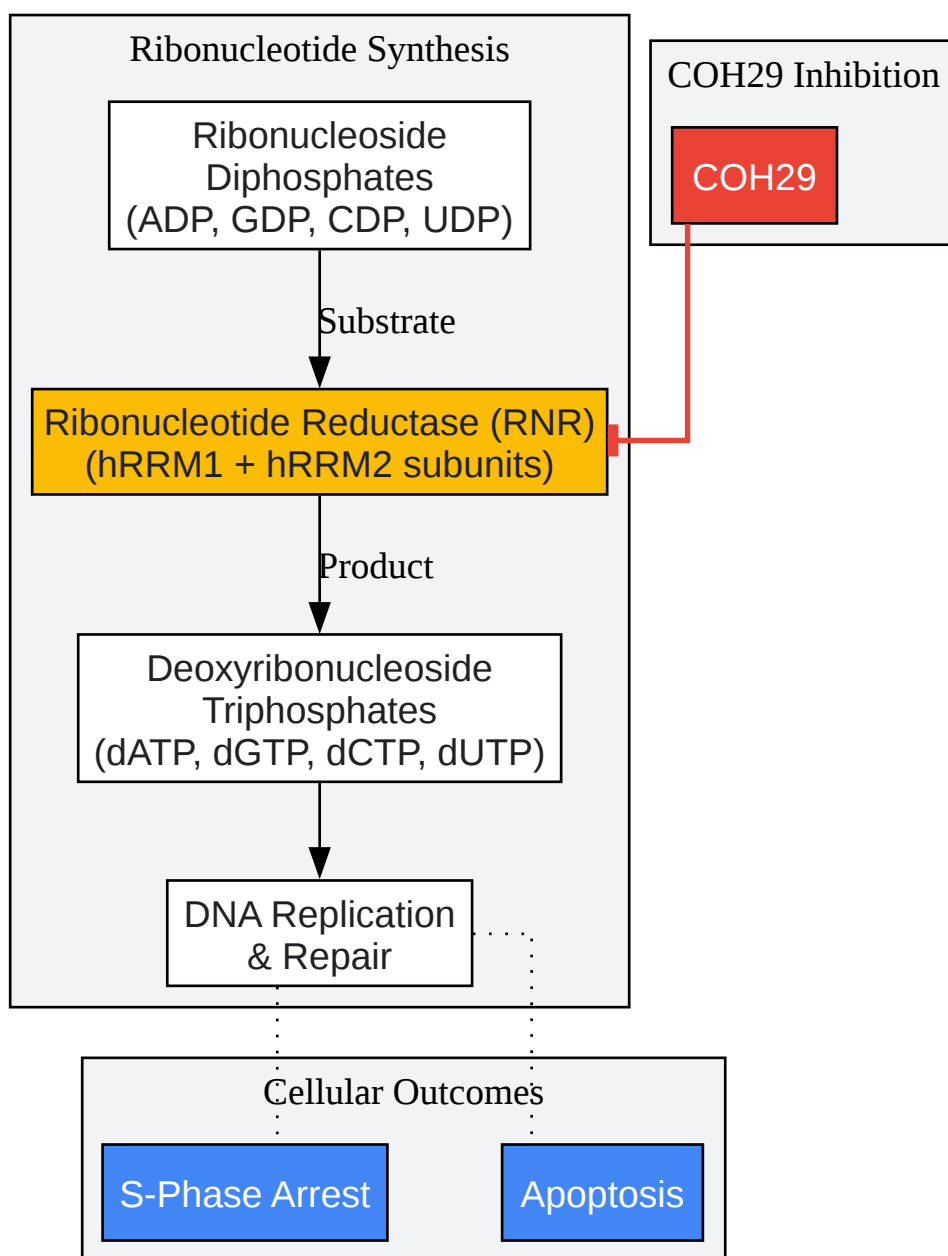 Ribonucleotide Synthesis
COH29 Inhibition
Ribonucleoside
Diphosphates
(ADP, GDP, CDP, UDP)
COH29
Substrate
Ribonucleotide Reductase (RNR)
(hRRM1 + hRRM2 subunits)
Product
Deoxyribonucleoside
Triphosphates
(dATP, dGTP, dCTP, dUTP)
DNA Replication
& Repair
Cellular Outcomes
S-Phase Arrest
Apoptosis